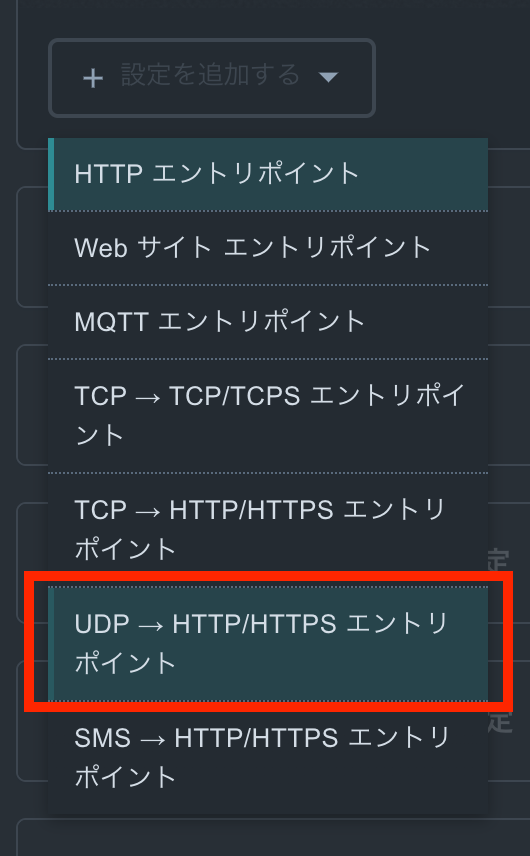 + 設定を追加する
HTTP エントリポイント
Web サイト エントリポイント
MQTT エントリポイント
TCP → TCP/TCPS エントリポイ
ント
TCP → HTTP/HTTPS エントリ
ポイント
定
UDP → HTTP/HTTPS エントリ
ポイント
定
SMS → HTTP/HTTPS エントリ
ポイント